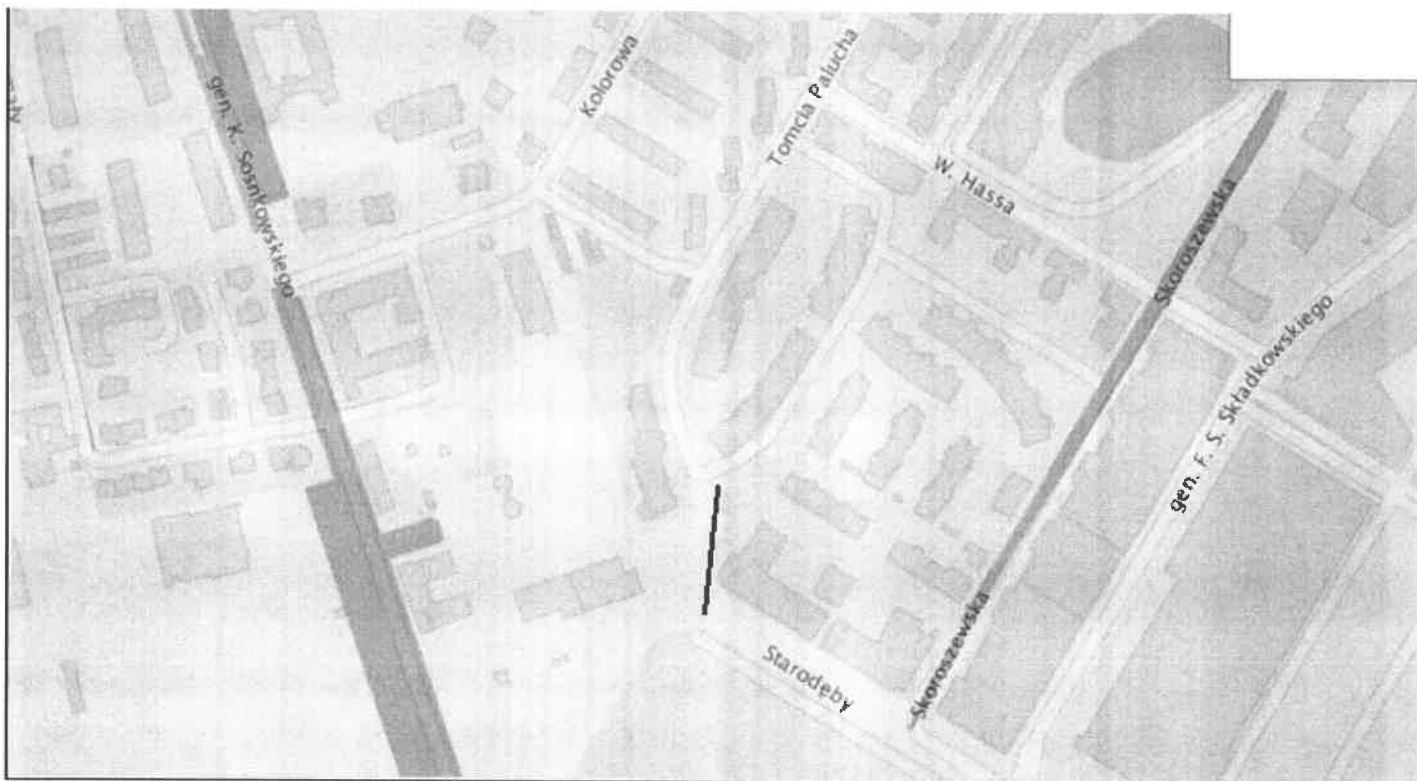 gen. K. Sosnkowskiego
Kolorowa
Tomcia Palucha
W. Hassa
Skoroszewska
gen. F. S. Składkowskiego
Starodęby
Skoroszewska